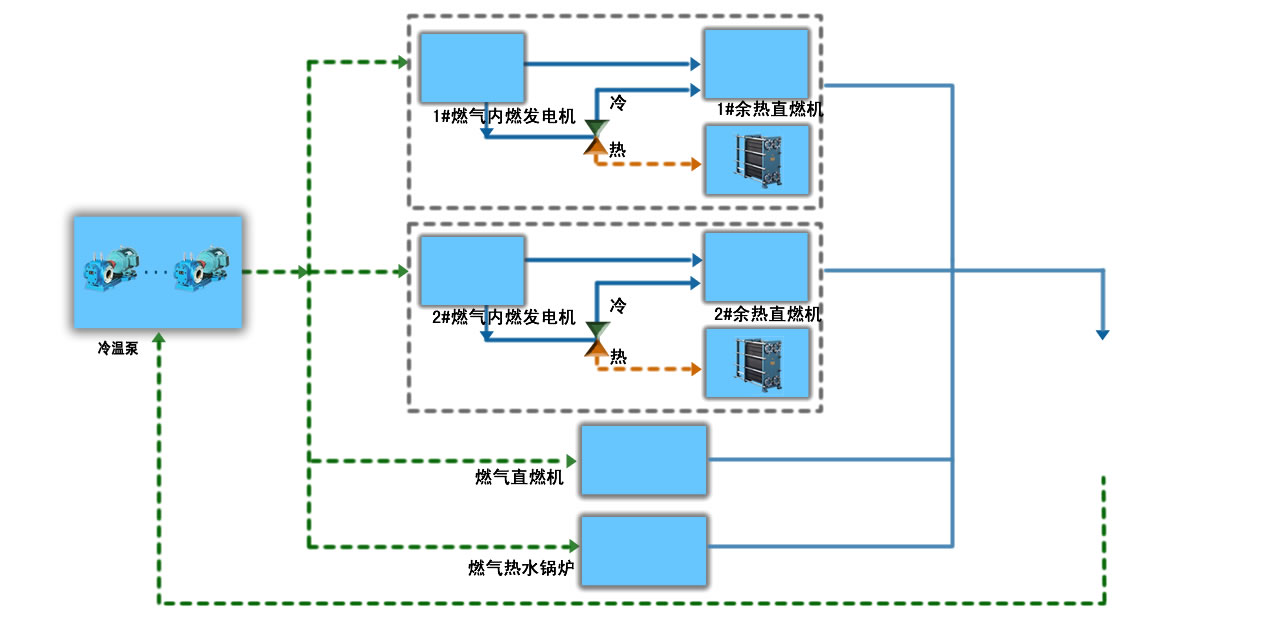 冷
1#燃气内燃发电机
1#余热直燃机
热
冷
2#燃气内燃发电机
2#余热直燃机
冷温泵
热
燃气直燃机
燃气热水锅炉